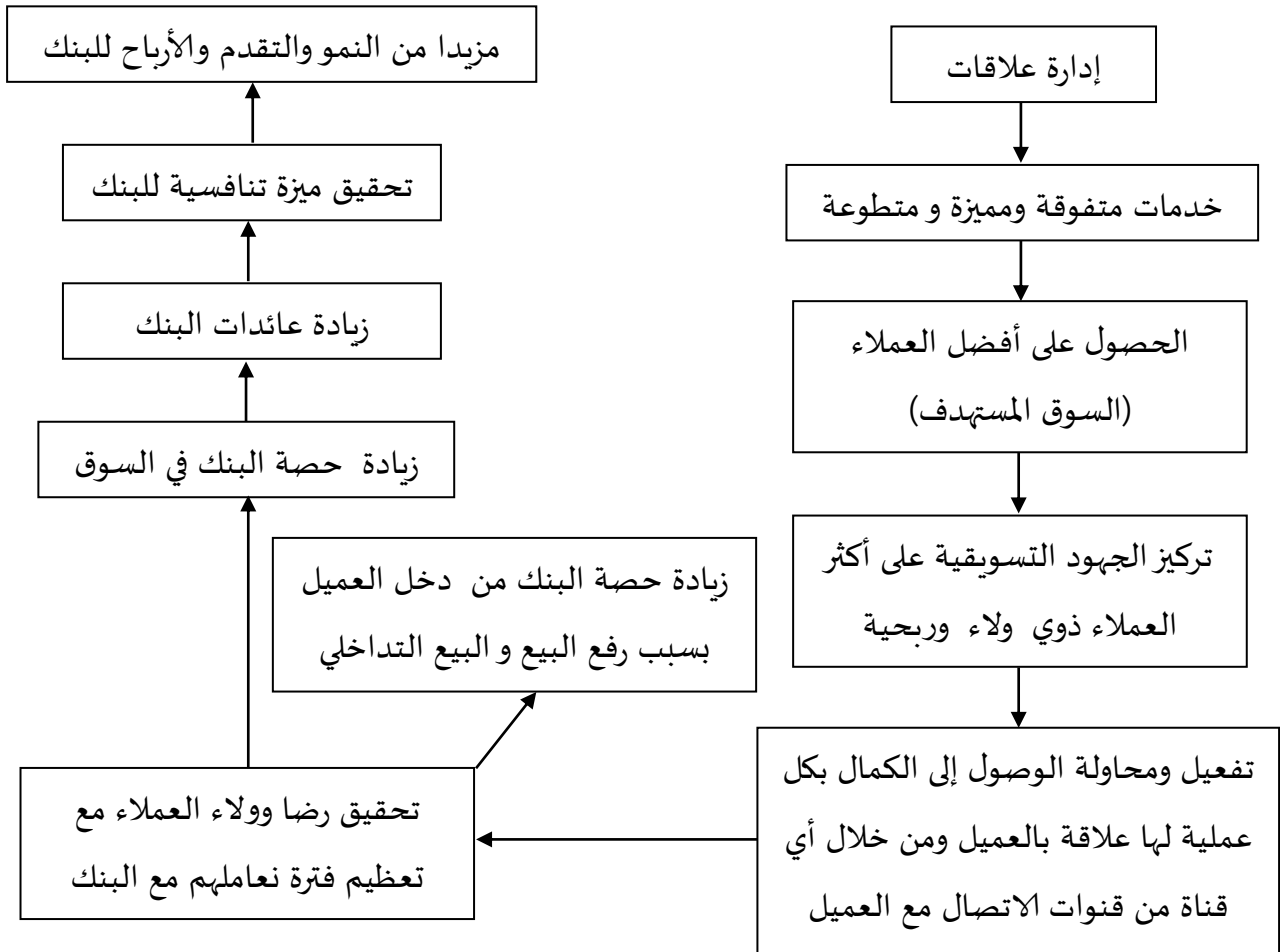 إدارة علاقات
خدمات متفوقة ومميزة و متطوعة
الحصول على أفضل العملاء
(السوق المستهدف)
تركيز الجهود التسويقية على أكثر
العملاء ذوي ولاء وربحية
تفعيل ومحاولة الوصول إلى الكمال بكل
عملية لها علاقة بالعميل ومن خلال أي
قناة من قنوات الاتصال مع العميل
تحقيق رضا وولاء العملاء مع
تعظيم فترة نعاملهم مع البنك
زيادة حصة البنك من دخل العميل
بسبب رفع البيع و البيع التداخلي
زيادة حصة البنك في السوق
زيادة عائدات البنك
تحقيق ميزة تنافسية للبنك
مزيدا من النمو والتقدم والأرباح للبنك